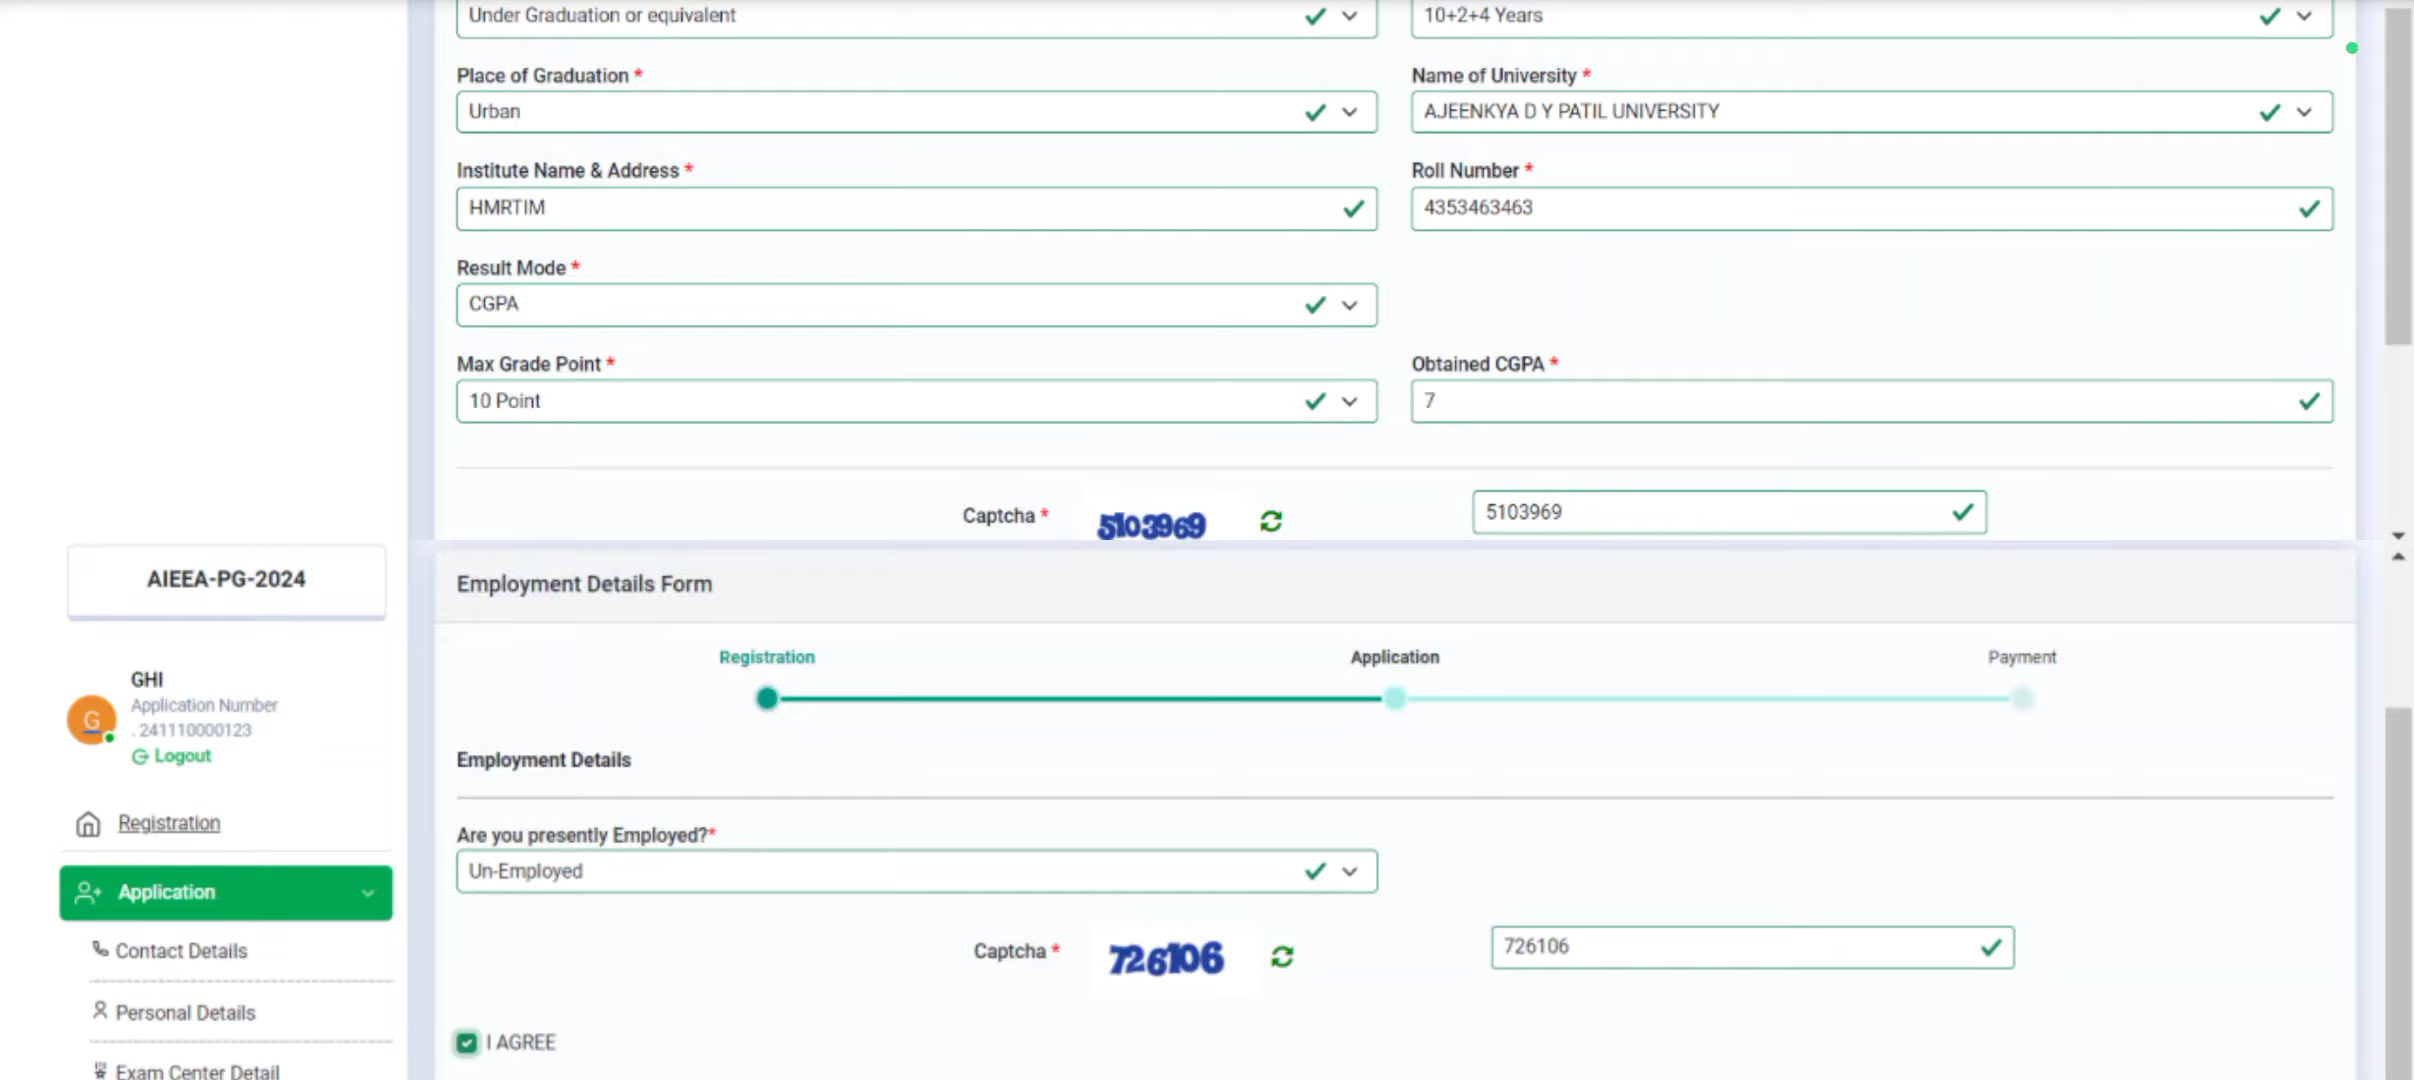 Under Graduation or equivalent
10+2+4 Years
Place of Graduation *
Name of University *
Urban
AJEENKYA D Y PATIL UNIVERSITY
Institute Name & Address *
Roll Number *
HMRTIM
4353463463
Result Mode *
CGPA
Max Grade Point *
Obtained CGPA *
10 Point
7
Captcha *
5103969
5103969
AIEEA-PG-2024
GHI
G
Application Number
. 241110000123
Logout
Registration
Application
Contact Details
Personal Details
Exam Center Detail
Employment Details Form
Registration
Application
Payment
Employment Details
Are you presently Employed?*
Un-Employed
Captcha *
726106
726106
I AGREE